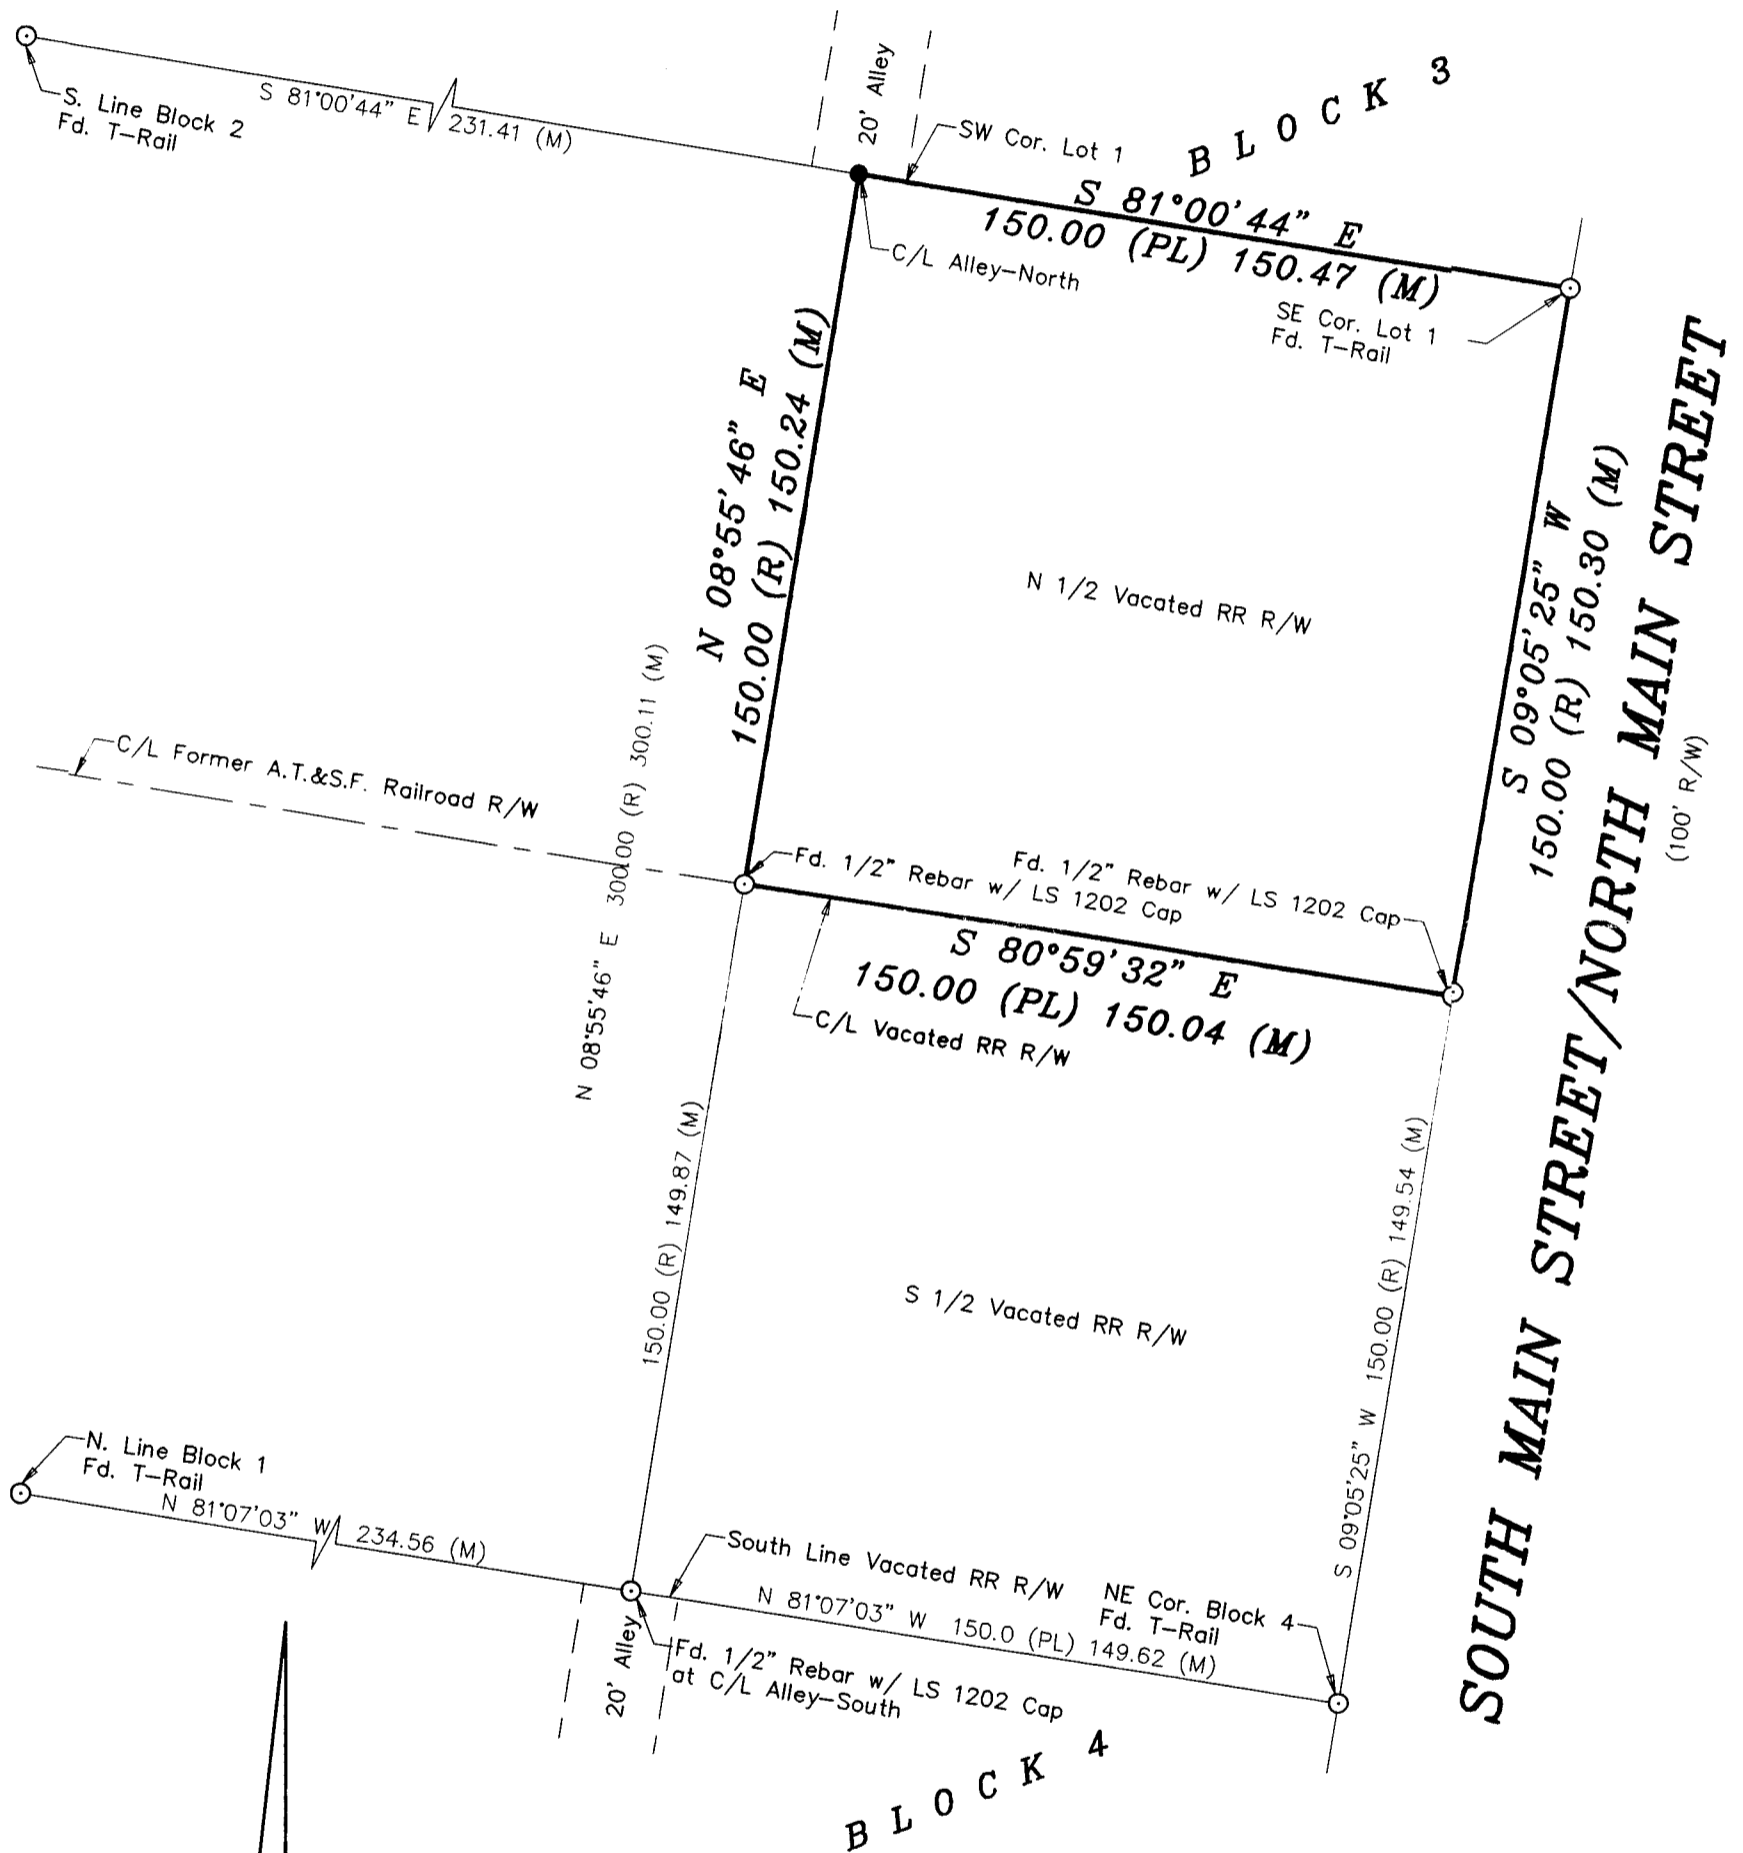 S 81°00'44" E 231.41 (M)
S. Line Block 2
Fd. T-Rail
20' Alley
SW Cor. Lot 1
BLOCK 3
S 81°00'44" E
150.00 (PL) 150.47 (M)
C/L Alley-North
SE Cor. Lot 1
Fd. T-Rail
N 08°55'46" E
150.00 (R) 150.24 (M)
N 1/2 Vacated RR R/W
S 09°05'25" W
150.00 (R) 150.30 (M)
SOUTH MAIN STREET/NORTH MAIN STREET
(100' R/W)
C/L Former A.T.&S.F. Railroad R/W
N 08°55'46" E 300.00 (R) 300.11 (M)
Fd. 1/2" Rebar
w/ LS 1202 Cap
Fd. 1/2" Rebar w/ LS 1202 Cap
S 80°59'32" E
150.00 (PL) 150.04 (M)
C/L Vacated RR R/W
150.00 (R) 149.87 (M)
S 1/2 Vacated RR R/W
S 09°05'25" W 150.00 (R) 149.54 (M)
N. Line Block 1
Fd. T-Rail
N 81°07'03" W 234.56 (M)
South Line Vacated RR R/W
N 81°07'03" W 150.0 (PL) 149.62 (M)
NE Cor. Block 4
Fd. T-Rail
20' Alley
Fd. 1/2" Rebar w/ LS 1202 Cap
at C/L Alley-South
BLOCK 4